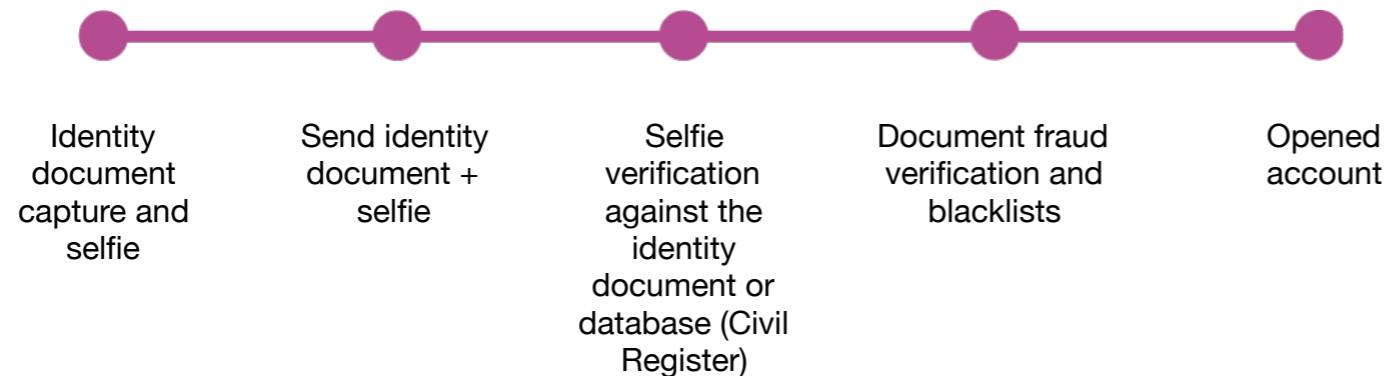 Identity
document
capture and
selfie
Send identity
document +
selfie
Selfie
verification
against the
identity
document or
database (Civil
Register)
Document fraud
verification and
blacklists
Opened
account